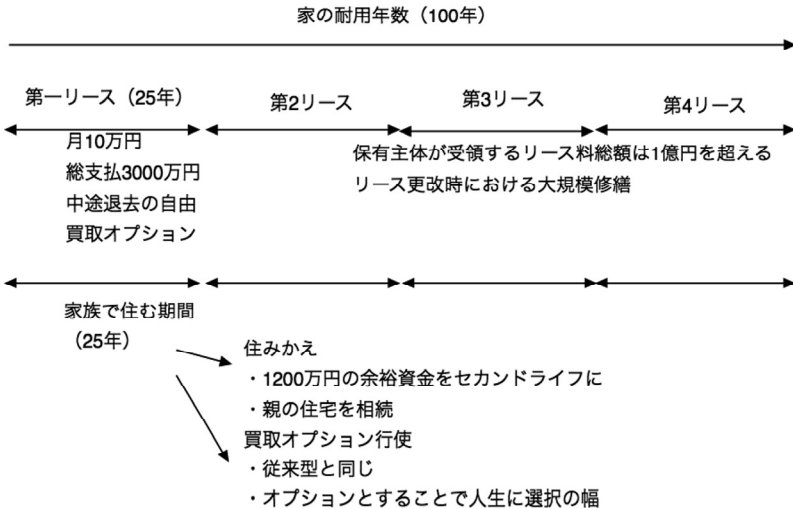 家の耐用年数（100年）
第一リース（25年）
第2リース
第3リース
第4リース
月10万円
総支払3000万円
中途退去の自由
買取オプション
保有主体が受領するリース料総額は1億円を超える
リース更改時における大規模修繕
家族で住む期間
（25年）
住みかえ
・1200万円の余裕資金をセカンドライフに
・親の住宅を相続
買取オプション行使
・従来型と同じ
・オプションとすることで人生に選択の幅